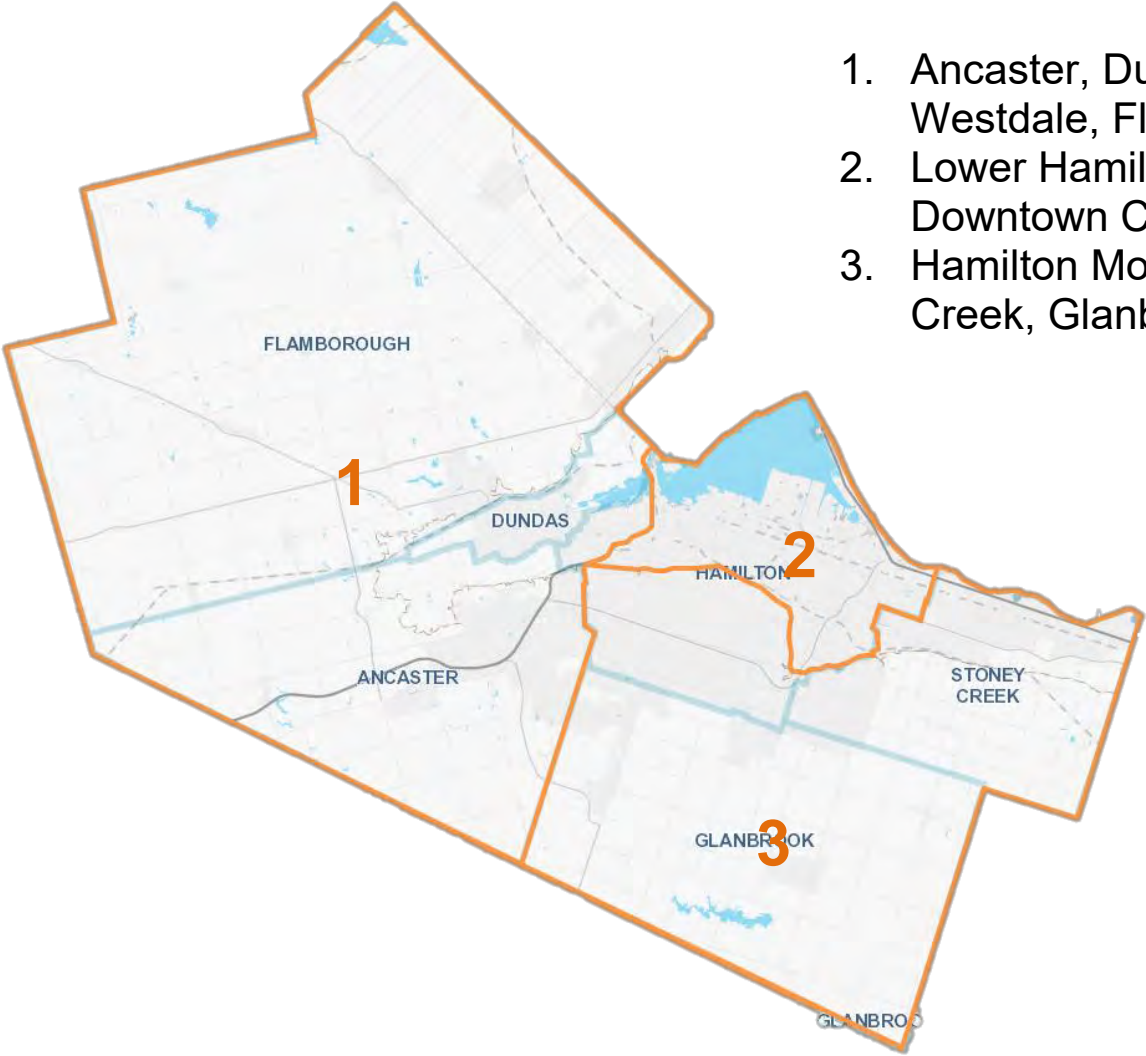 1. Ancaster, Du
Westdale, Fl
2. Lower Hamil
Downtown C
3. Hamilton Mo
Creek, Glanb
FLAMBOROUGH
1
DUNDAS
2
HAMILTON
ANCASTER
STONEY
CREEK
GLANBROOK
3
GLANBROO